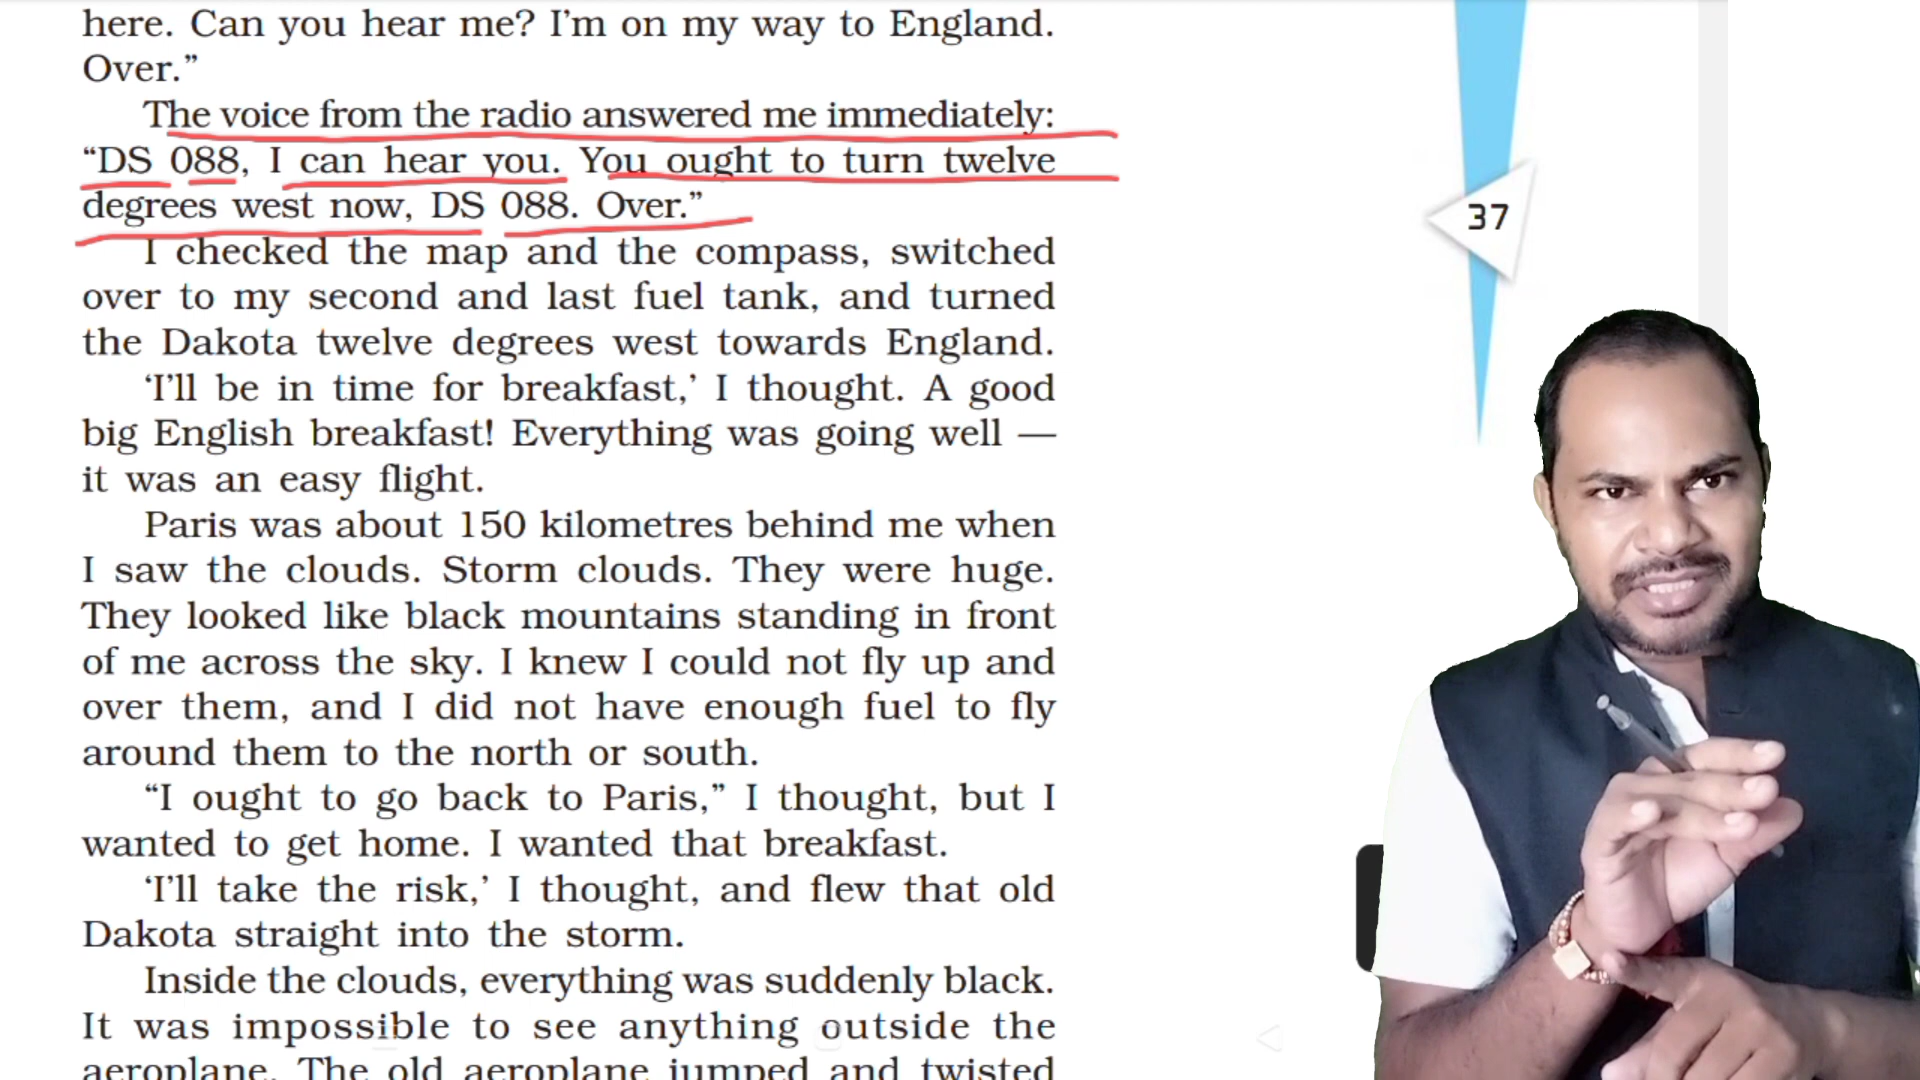 here. Can you hear me? I’m on my way to England.
Over.”
The voice from the radio answered me immediately:
“DS 088, I can hear you. You ought to turn twelve
degrees west now, DS 088. Over.”
I checked the map and the compass, switched
over to my second and last fuel tank, and turned
the Dakota twelve degrees west towards England.
‘I’ll be in time for breakfast,’ I thought. A good
big English breakfast! Everything was going well —
it was an easy flight.
Paris was about 150 kilometres behind me when
I saw the clouds. Storm clouds. They were huge.
They looked like black mountains standing in front
of me across the sky. I knew I could not fly up and
over them, and I did not have enough fuel to fly
around them to the north or south.
“I ought to go back to Paris,” I thought, but I
wanted to get home. I wanted that breakfast.
‘I’ll take the risk,’ I thought, and flew that old
Dakota straight into the storm.
Inside the clouds, everything was suddenly black.
It was impossible to see anything outside the
aeroplane. The old aeroplane jumped and twisted
37